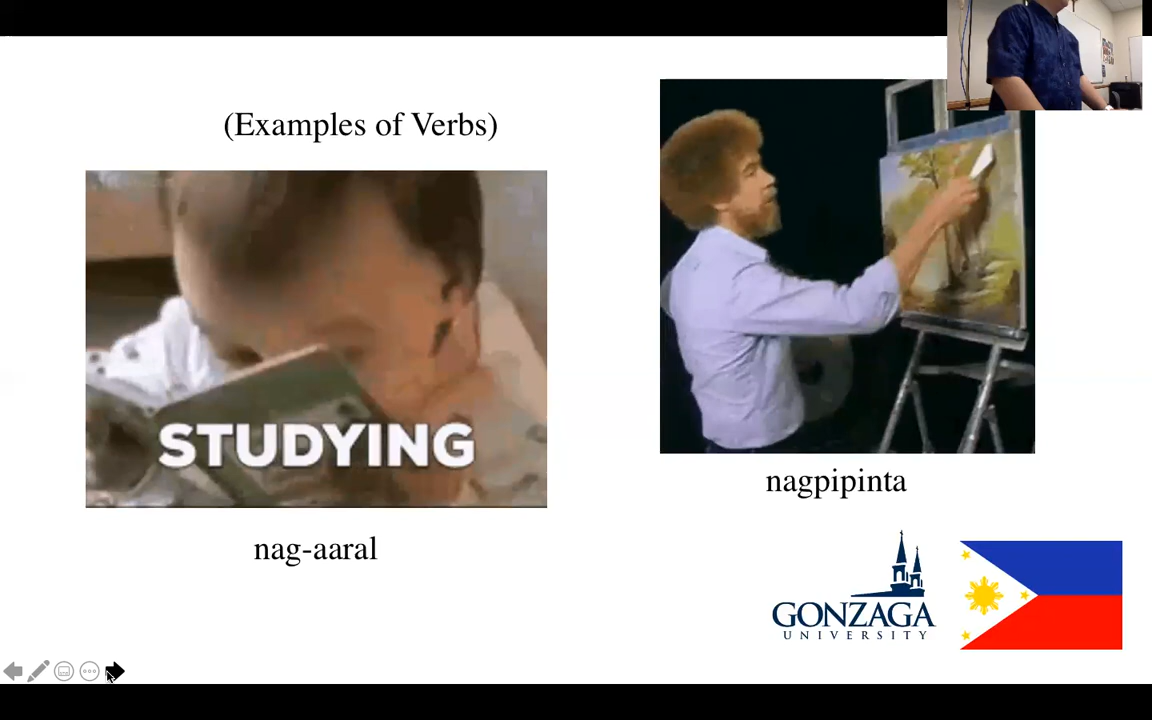 (Examples of Verbs)
STUDYING
nag-aaral
nagpipinta
GONZAGA
UNIVERSITY